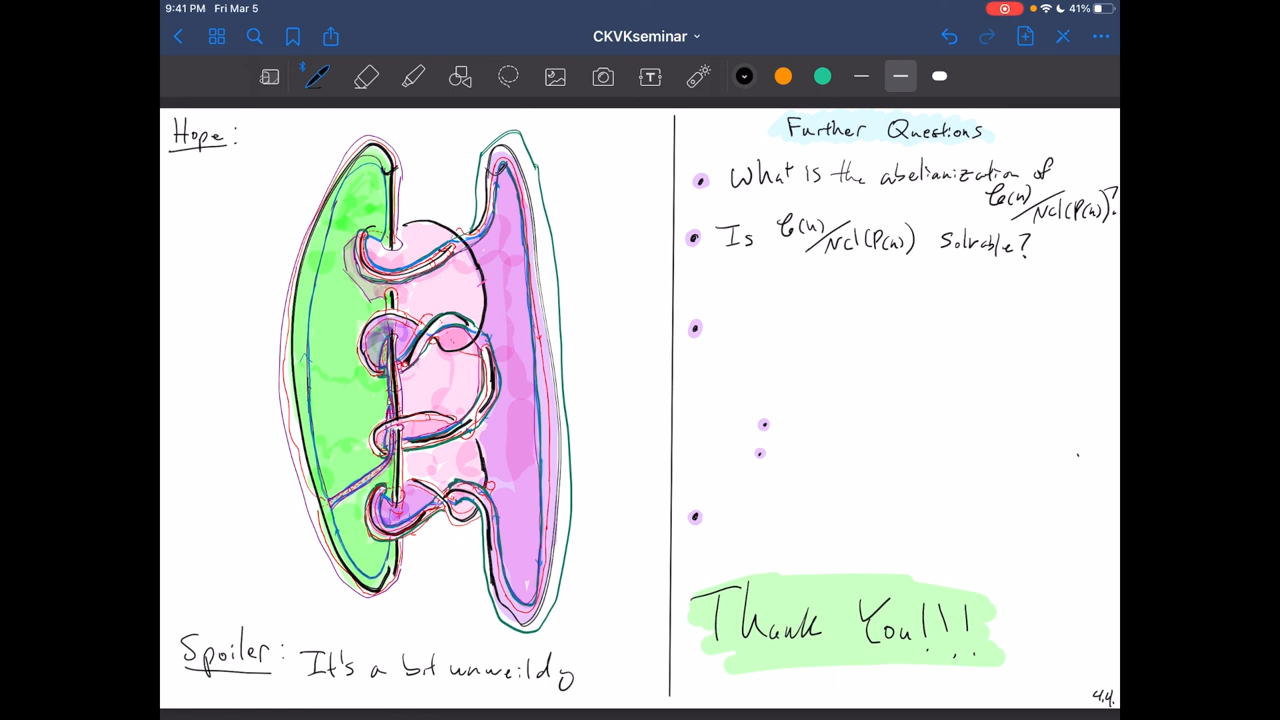 9:41 PM Fri Mar 5
41%
CKVKseminar
Hope:
Spoiler: It's a bit unweildy
Further Questions
What is the abelianization of
𝒞(n)/Ncl(P(n))?
Is 𝒞(n)/Ncl(P(n)) solvable?
Thank You!!!